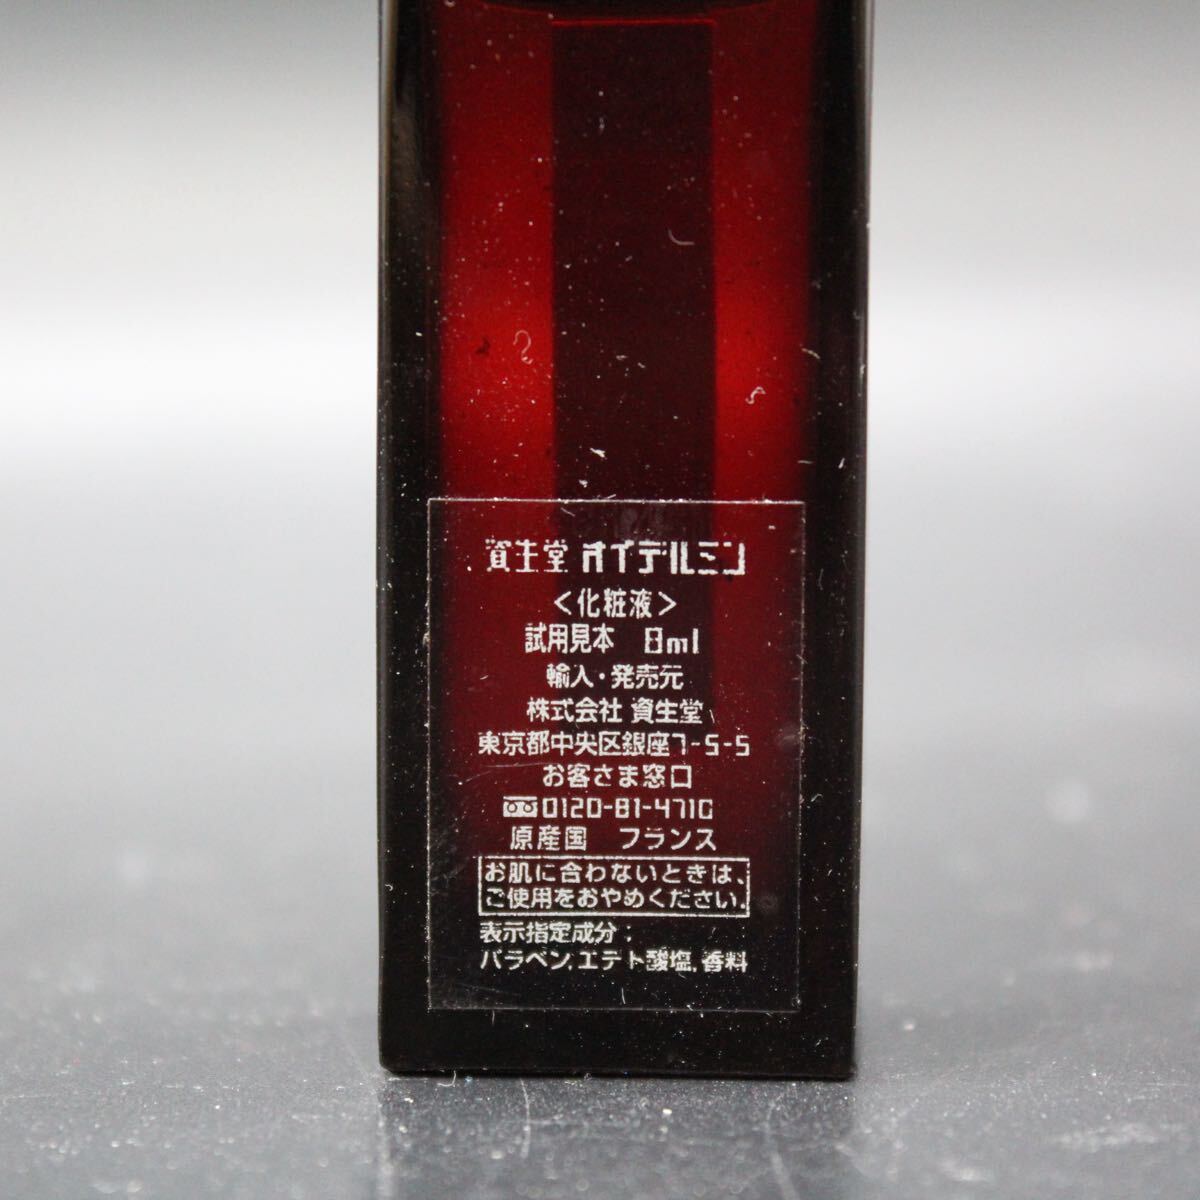 資生堂 オイデルミン
<化粧液>
試用見本 8ml
輸入・発売元
株式会社 資生堂
東京都中央区銀座7-5-5
お客さま窓口
0120-81-4710
原産国 フランス
お肌に合わないときは、
ご使用をおやめください。
表示指定成分;
パラベン,エデト酸塩,香料